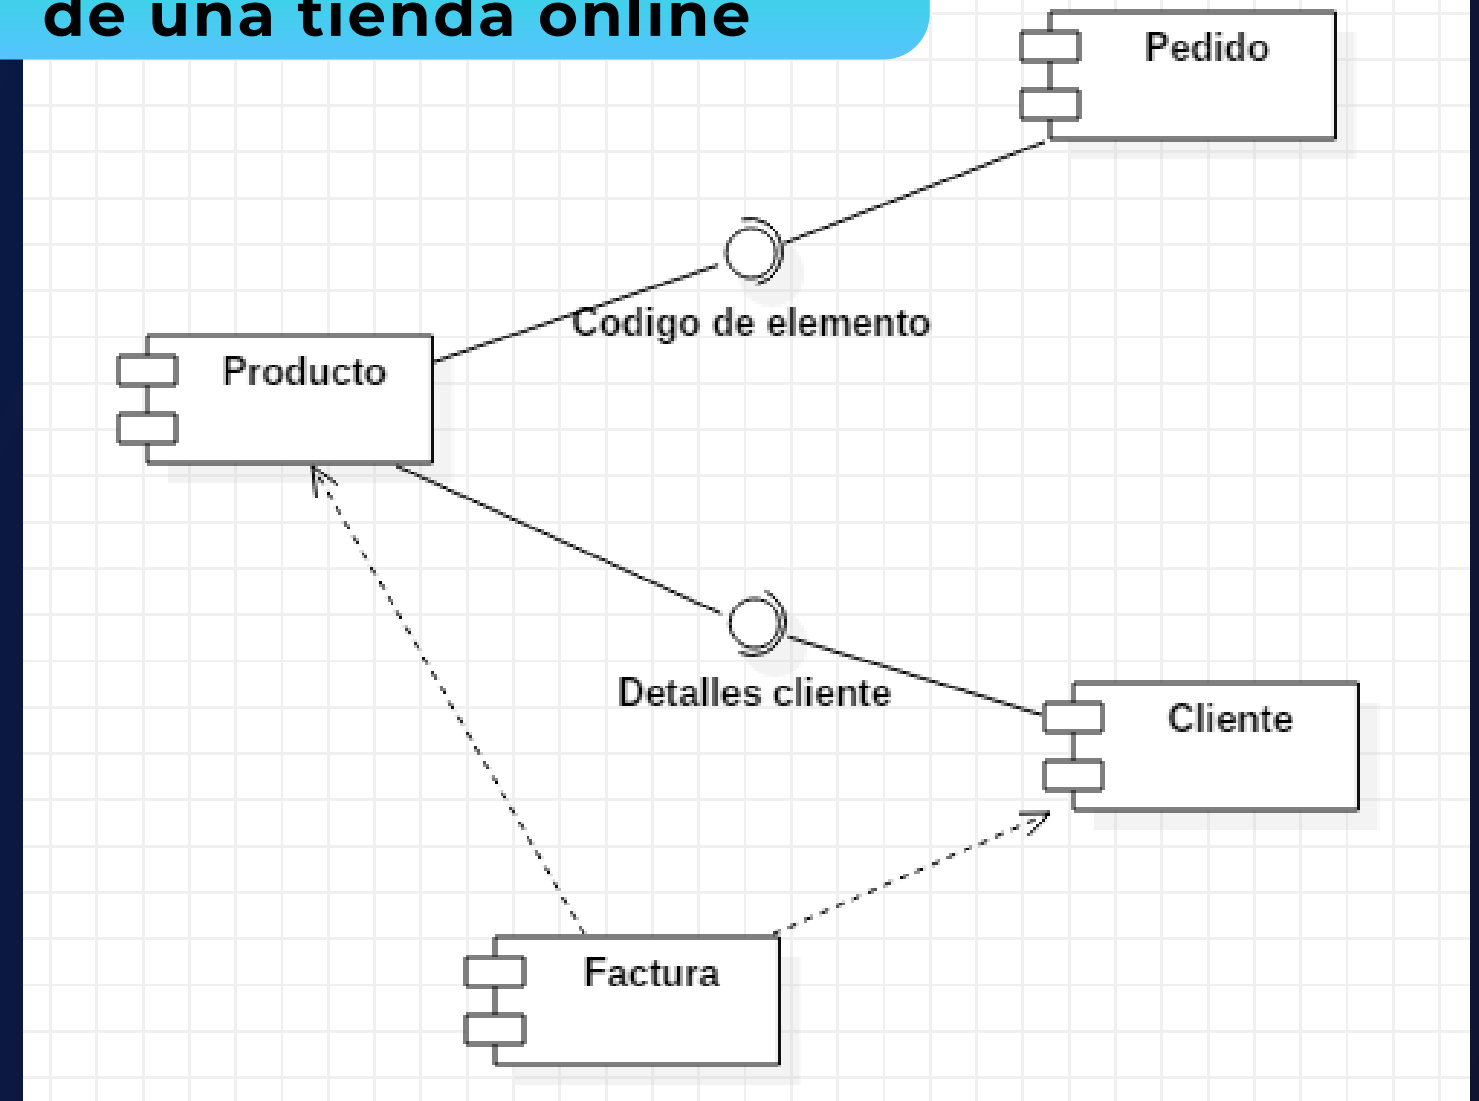 de una tienda online
Pedido
Codigo de elemento
Producto
Detalles cliente
Cliente
Factura